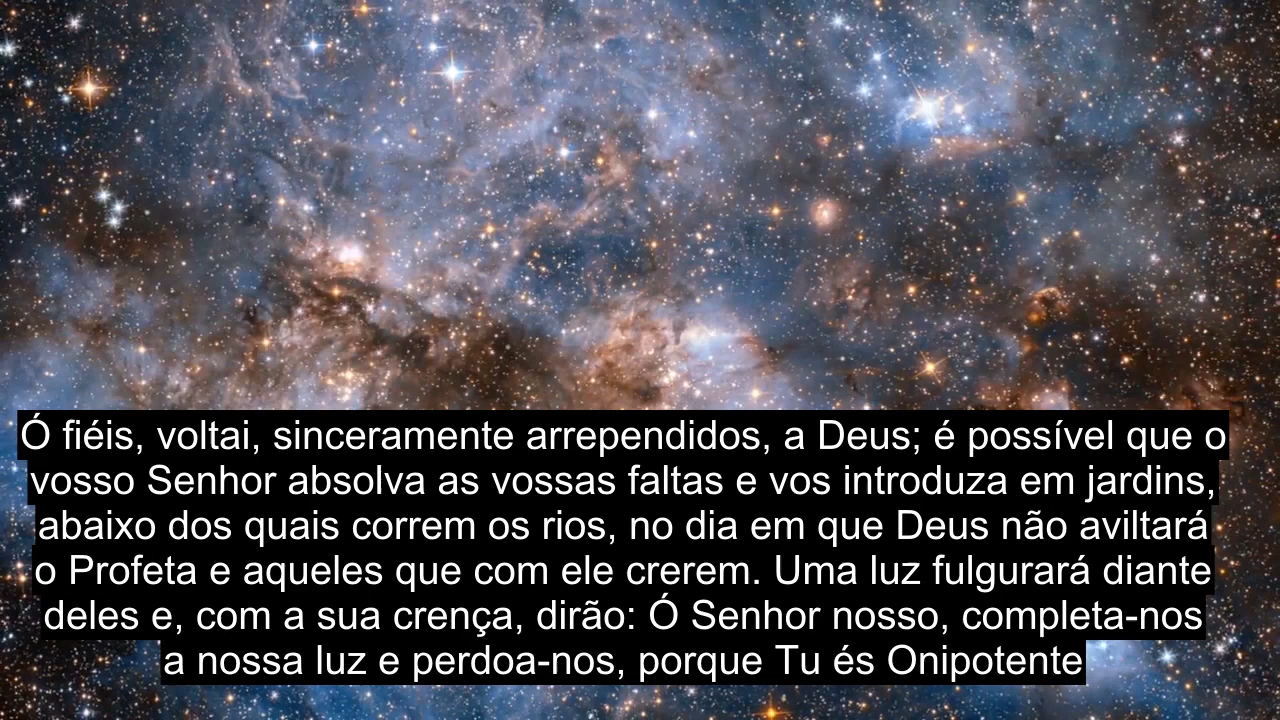 Ó fiéis, voltai, sinceramente arrependidos, a Deus; é possível que o
vosso Senhor absolva as vossas faltas e vos introduza em jardins,
abaixo dos quais correm os rios, no dia em que Deus não aviltará
o Profeta e aqueles que com ele crerem. Uma luz fulgurará diante
deles e, com a sua crença, dirão: Ó Senhor nosso, completa-nos
a nossa luz e perdoa-nos, porque Tu és Onipotente